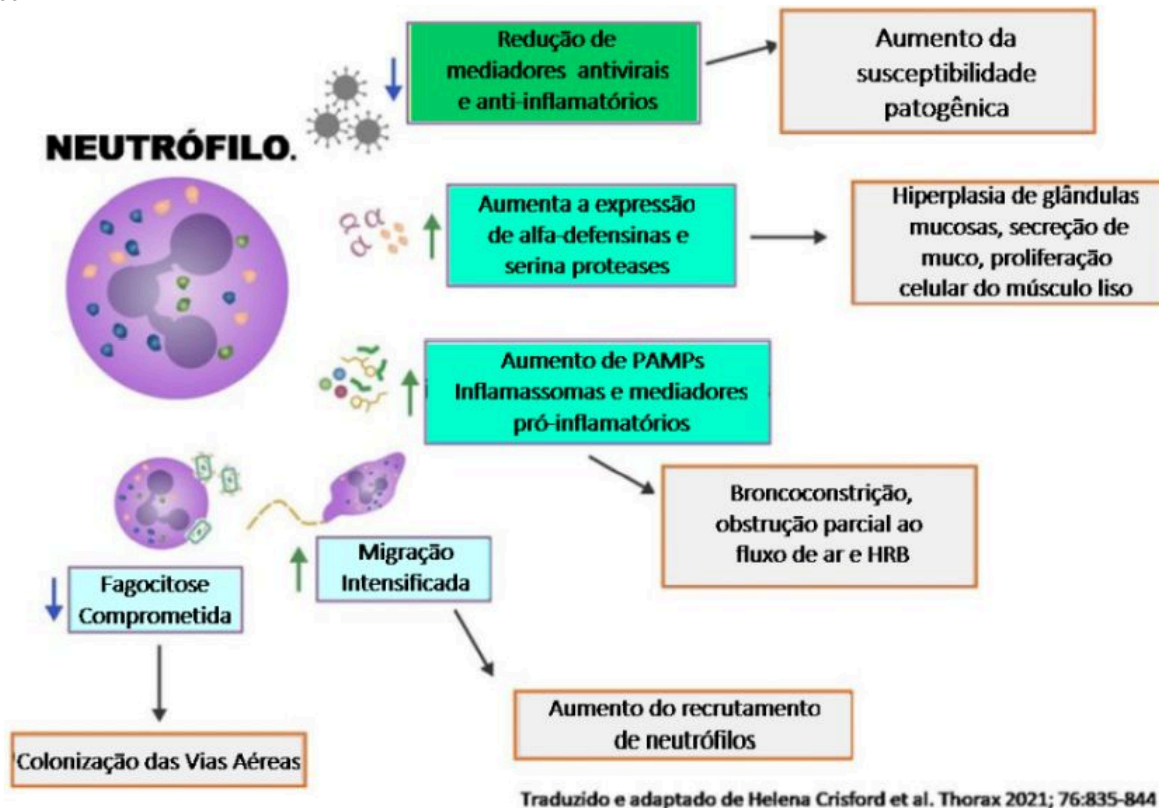 Redução de
mediadores antivirais
e anti-inflamatórios
Aumento da
susceptibilidade
patogênica
NEUTRÓFILO.
Aumenta a expressão
de alfa-defensinas e
serina proteases
Hiperplasia de glândulas
mucosas, secreção de
muco, proliferação
celular do músculo liso
α α
α
Aumento de PAMPs
Inflamassomas e mediadores
pró-inflamatórios
Broncoconstrição,
obstrução parcial ao
fluxo de ar e HRB
Migração
Intensificada
Fagocitose
Comprometida
Aumento do recrutamento
de neutrófilos
Colonização das Vias Aéreas
Traduzido e adaptado de Helena Crisford et al. Thorax 2021; 76:835-844